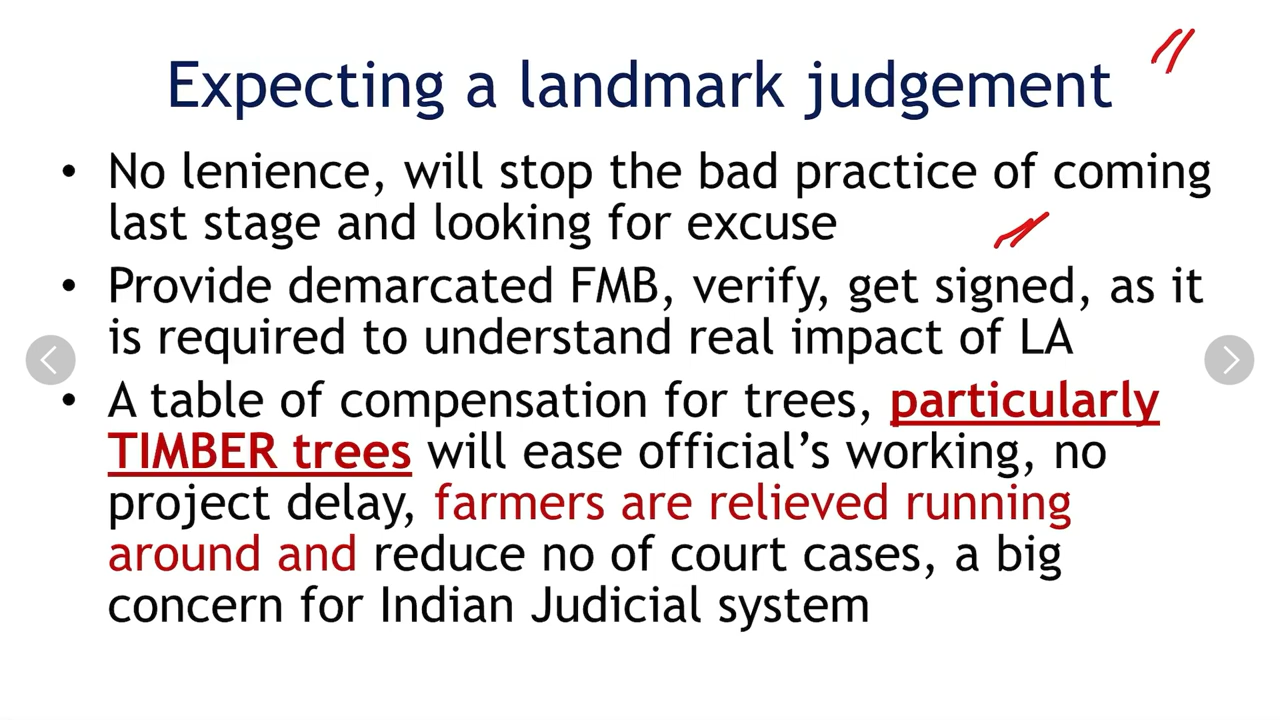 Expecting a landmark judgement
• No lenience, will stop the bad practice of coming
last stage and looking for excuse
• Provide demarcated FMB, verify, get signed, as it
is required to understand real impact of LA
• A table of compensation for trees, particularly
TIMBER trees will ease official’s working, no
project delay, farmers are relieved running
around and reduce no of court cases, a big
concern for Indian Judicial system